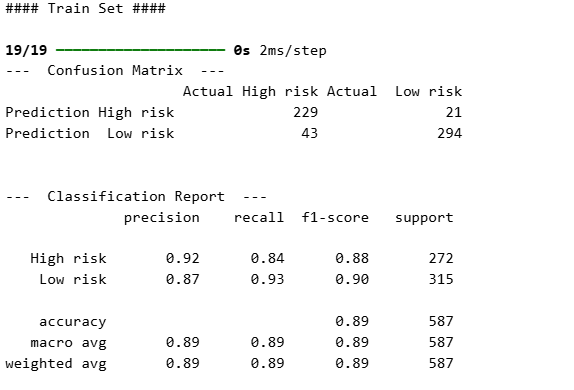 #### Train Set ####
19/19 ━━━━━━━━━━━━━━━━━━━━ 0s 2ms/step
---  Confusion Matrix  ---
Actual High risk Actual  Low risk
Prediction High risk 229 21
Prediction  Low risk 43 294
---  Classification Report  ---
precision recall f1-score support
High risk 0.92 0.84 0.88 272
Low risk 0.87 0.93 0.90 315
accuracy 0.89 587
macro avg 0.89 0.89 0.89 587
weighted avg 0.89 0.89 0.89 587